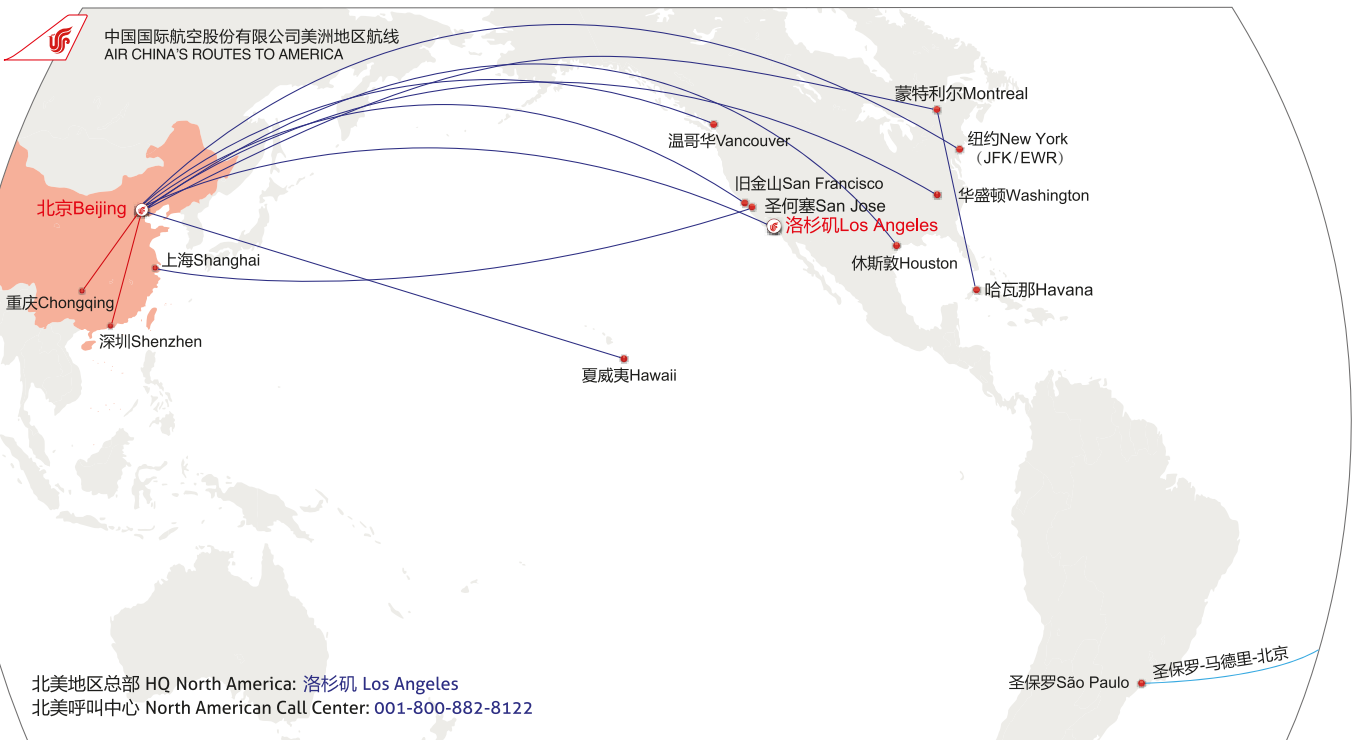 中国国际航空股份有限公司美洲地区航线
AIR CHINA'S ROUTES TO AMERICA
蒙特利尔Montreal
温哥华Vancouver
纽约New York
（JFK/EWR）
旧金山San Francisco
华盛顿Washington
北京Beijing
圣何塞San Jose
洛杉矶Los Angeles
上海Shanghai
休斯敦Houston
重庆Chongqing
哈瓦那Havana
深圳Shenzhen
夏威夷Hawaii
圣保罗-马德里-北京
圣保罗São Paulo
北美地区总部 HQ North America: 洛杉矶 Los Angeles
北美呼叫中心 North American Call Center: 001-800-882-8122